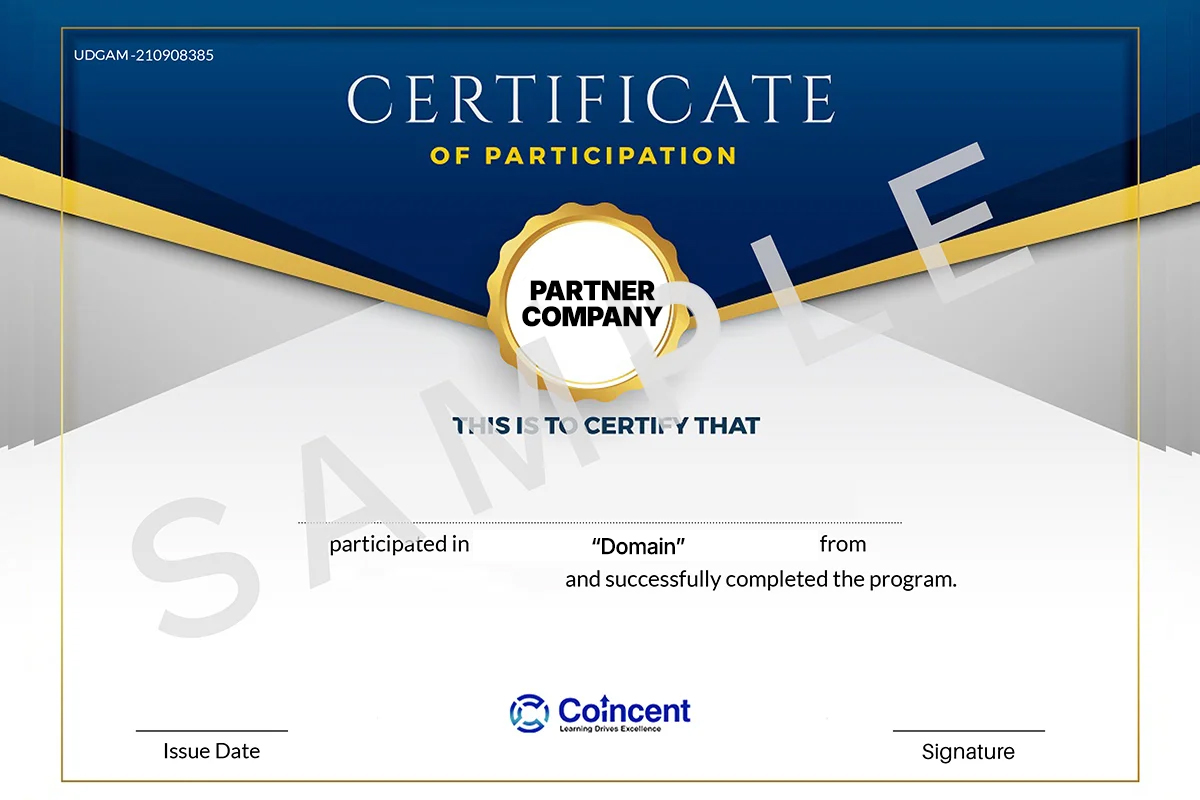 UDGAM-210908385
CERTIFICATE
OF PARTICIPATION
PARTNER
COMPANY
THIS IS TO CERTIFY THAT
participated in “Domain” from
and successfully completed the program.
SAMPLE
Coincent
Learning Drives Excellence
Issue Date
Signature